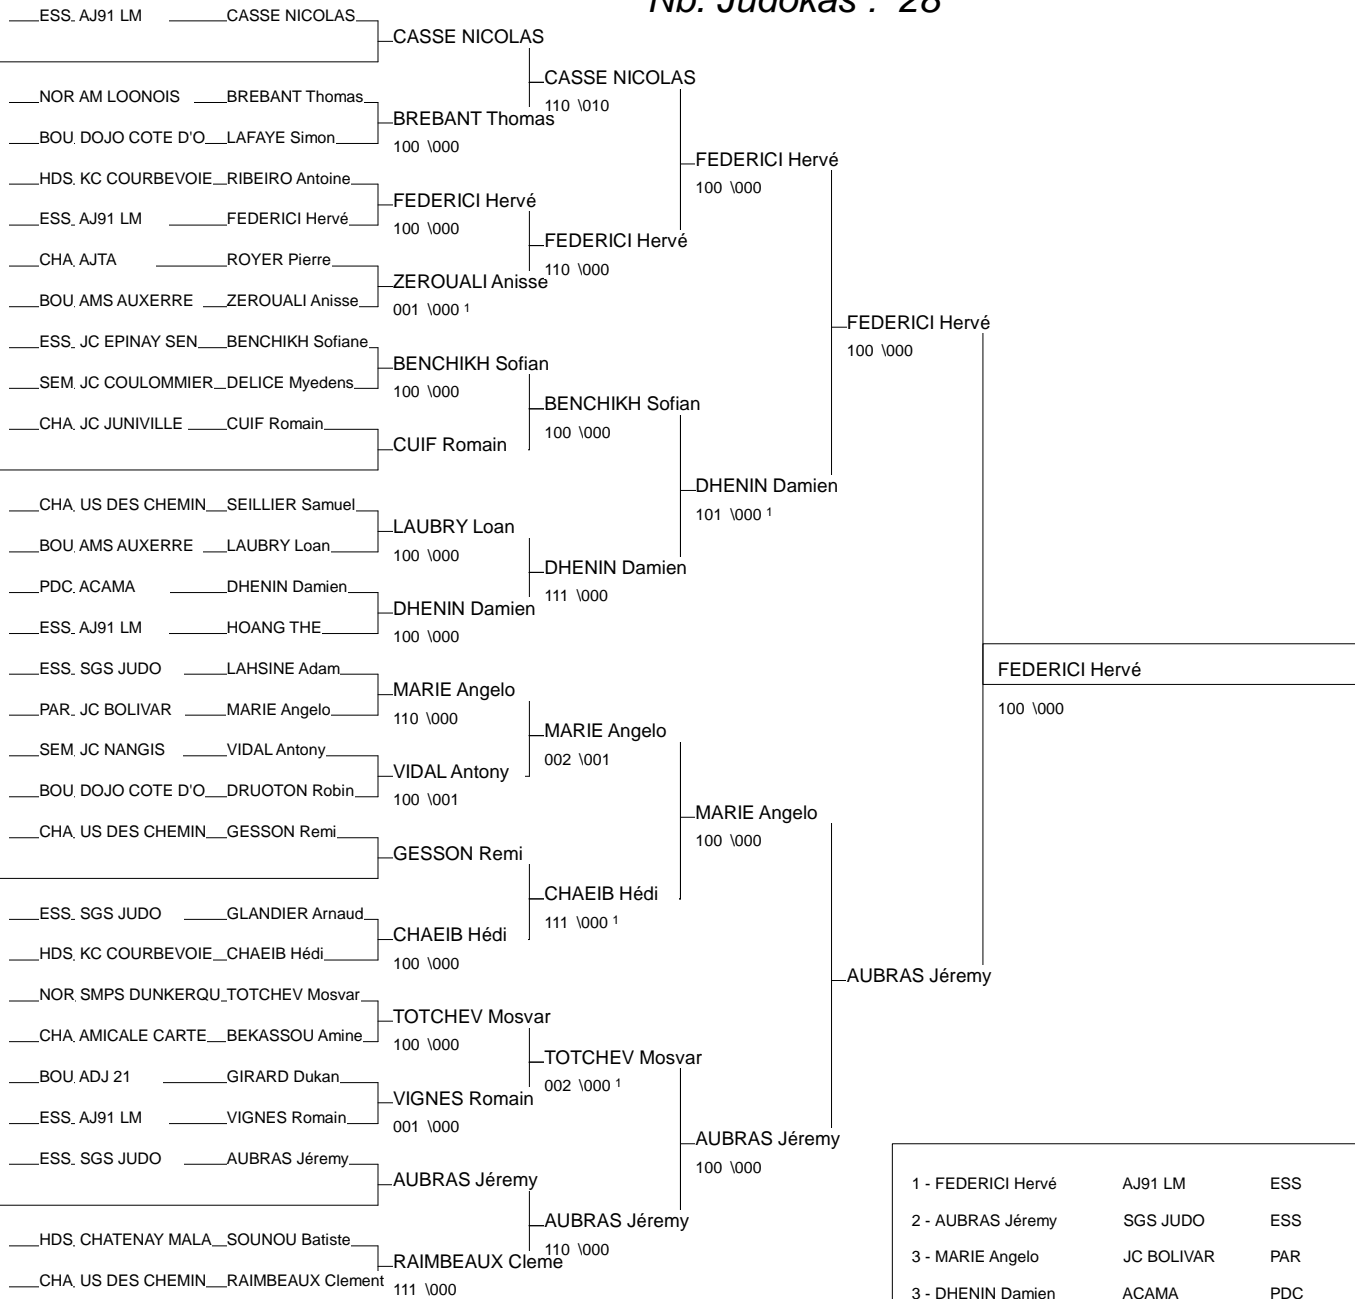 Nb. Judokas : 28
ESS AJ91 LM CASSE NICOLAS
CASSE NICOLAS
CASSE NICOLAS
110 \010
NOR AM LOONOIS BREBANT Thomas
BREBANT Thomas
100 \000
BOU DOJO COTE D'O LAFAYE Simon
FEDERICI Hervé
100 \000
HDS KC COURBEVOIE RIBEIRO Antoine
FEDERICI Hervé
100 \000
ESS AJ91 LM FEDERICI Hervé
FEDERICI Hervé
110 \000
CHA AJTA ROYER Pierre
ZEROUALI Anisse
001 \000 1
BOU AMS AUXERRE ZEROUALI Anisse
FEDERICI Hervé
100 \000
ESS JC EPINAY SEN BENCHIKH Sofiane
BENCHIKH Sofian
100 \000
SEM JC COULOMMIER DELICE Myedens
BENCHIKH Sofian
100 \000
CHA JC JUNIVILLE CUIF Romain
CUIF Romain
DHENIN Damien
101 \000 1
CHA US DES CHEMIN SEILLIER Samuel
LAUBRY Loan
100 \000
BOU AMS AUXERRE LAUBRY Loan
DHENIN Damien
111 \000
PDC ACAMA DHENIN Damien
DHENIN Damien
100 \000
ESS AJ91 LM HOANG THE
FEDERICI Hervé
100 \000
ESS SGS JUDO LAHSINE Adam
MARIE Angelo
110 \000
PAR JC BOLIVAR MARIE Angelo
MARIE Angelo
002 \001
SEM JC NANGIS VIDAL Antony
VIDAL Antony
100 \001
BOU DOJO COTE D'O DRUOTON Robin
MARIE Angelo
100 \000
CHA US DES CHEMIN GESSON Remi
GESSON Remi
CHAEIB Hédi
111 \000 1
ESS SGS JUDO GLANDIER Arnaud
CHAEIB Hédi
100 \000
HDS KC COURBEVOIE CHAEIB Hédi
AUBRAS Jéremy
NOR SMPS DUNKERQU TOTCHEV Mosvar
TOTCHEV Mosvar
100 \000
CHA AMICALE CARTE BEKASSOU Amine
TOTCHEV Mosvar
002 \000 1
BOU ADJ 21 GIRARD Dukan
VIGNES Romain
001 \000
ESS AJ91 LM VIGNES Romain
AUBRAS Jéremy
100 \000
ESS SGS JUDO AUBRAS Jéremy
AUBRAS Jéremy
AUBRAS Jéremy
110 \000
HDS CHATENAY MALA SOUNOU Batiste
RAIMBEAUX Cleme
111 \000
CHA US DES CHEMIN RAIMBEAUX Clement
1 - FEDERICI Hervé AJ91 LM ESS
2 - AUBRAS Jéremy SGS JUDO ESS
3 - MARIE Angelo JC BOLIVAR PAR
3 - DHENIN Damien ACAMA PDC